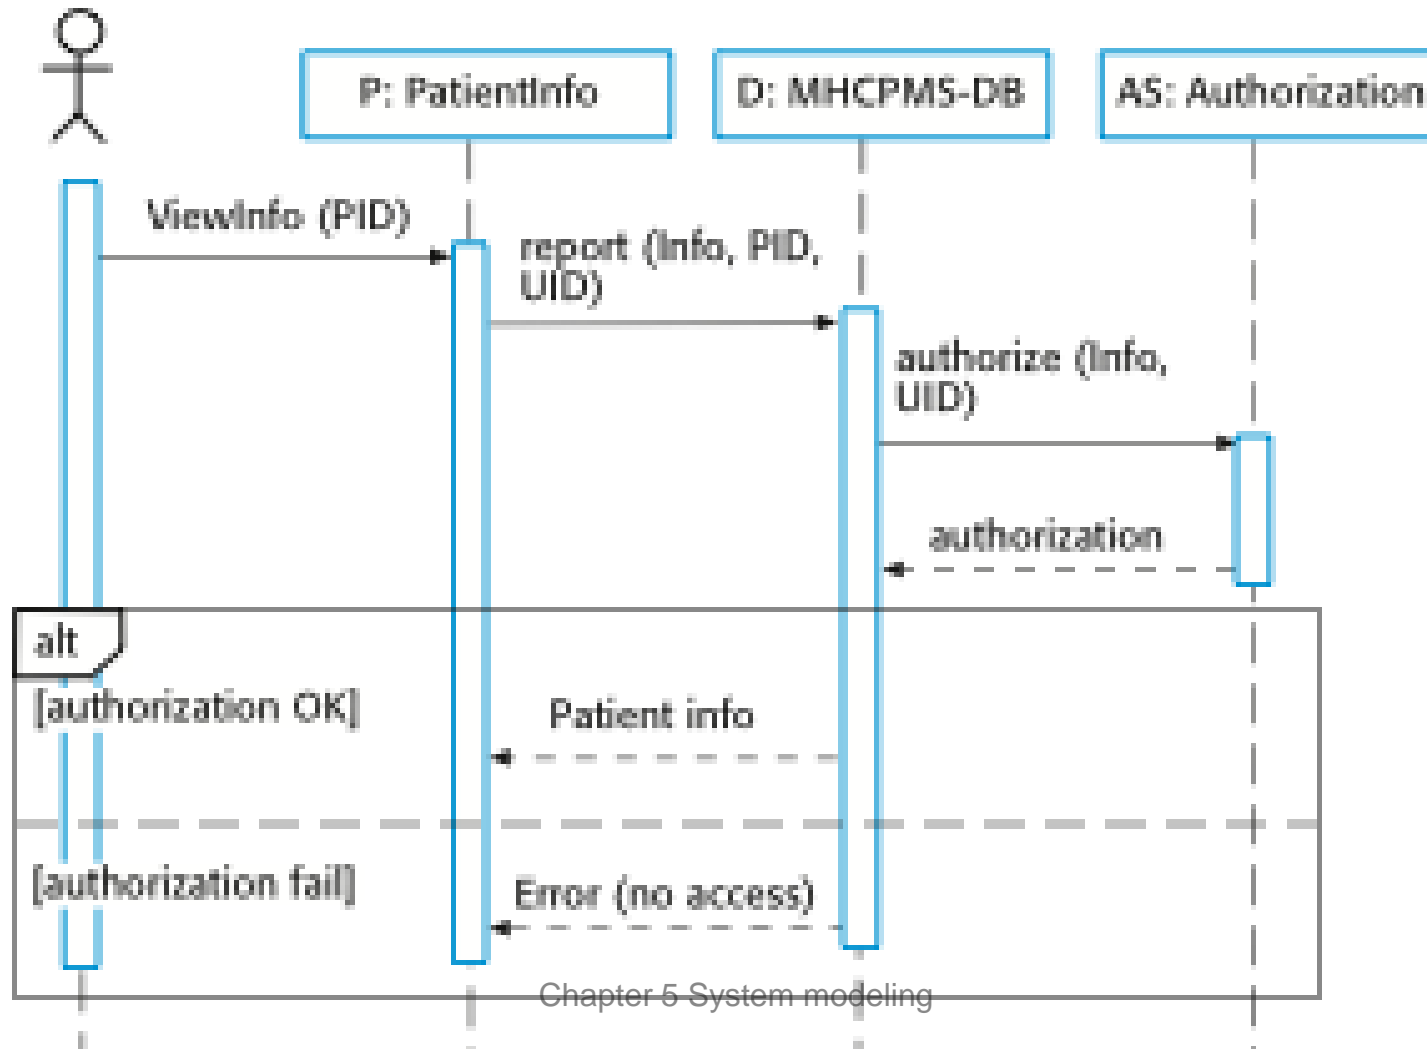 P: PatientInfo
D: MHCPMS-DB
AS: Authorization
ViewInfo (PID)
report (Info, PID,
UID)
authorize (Info,
UID)
authorization
alt
[authorization OK]
Patient info
[authorization fail]
Error (no access)
Chapter 5 System modeling